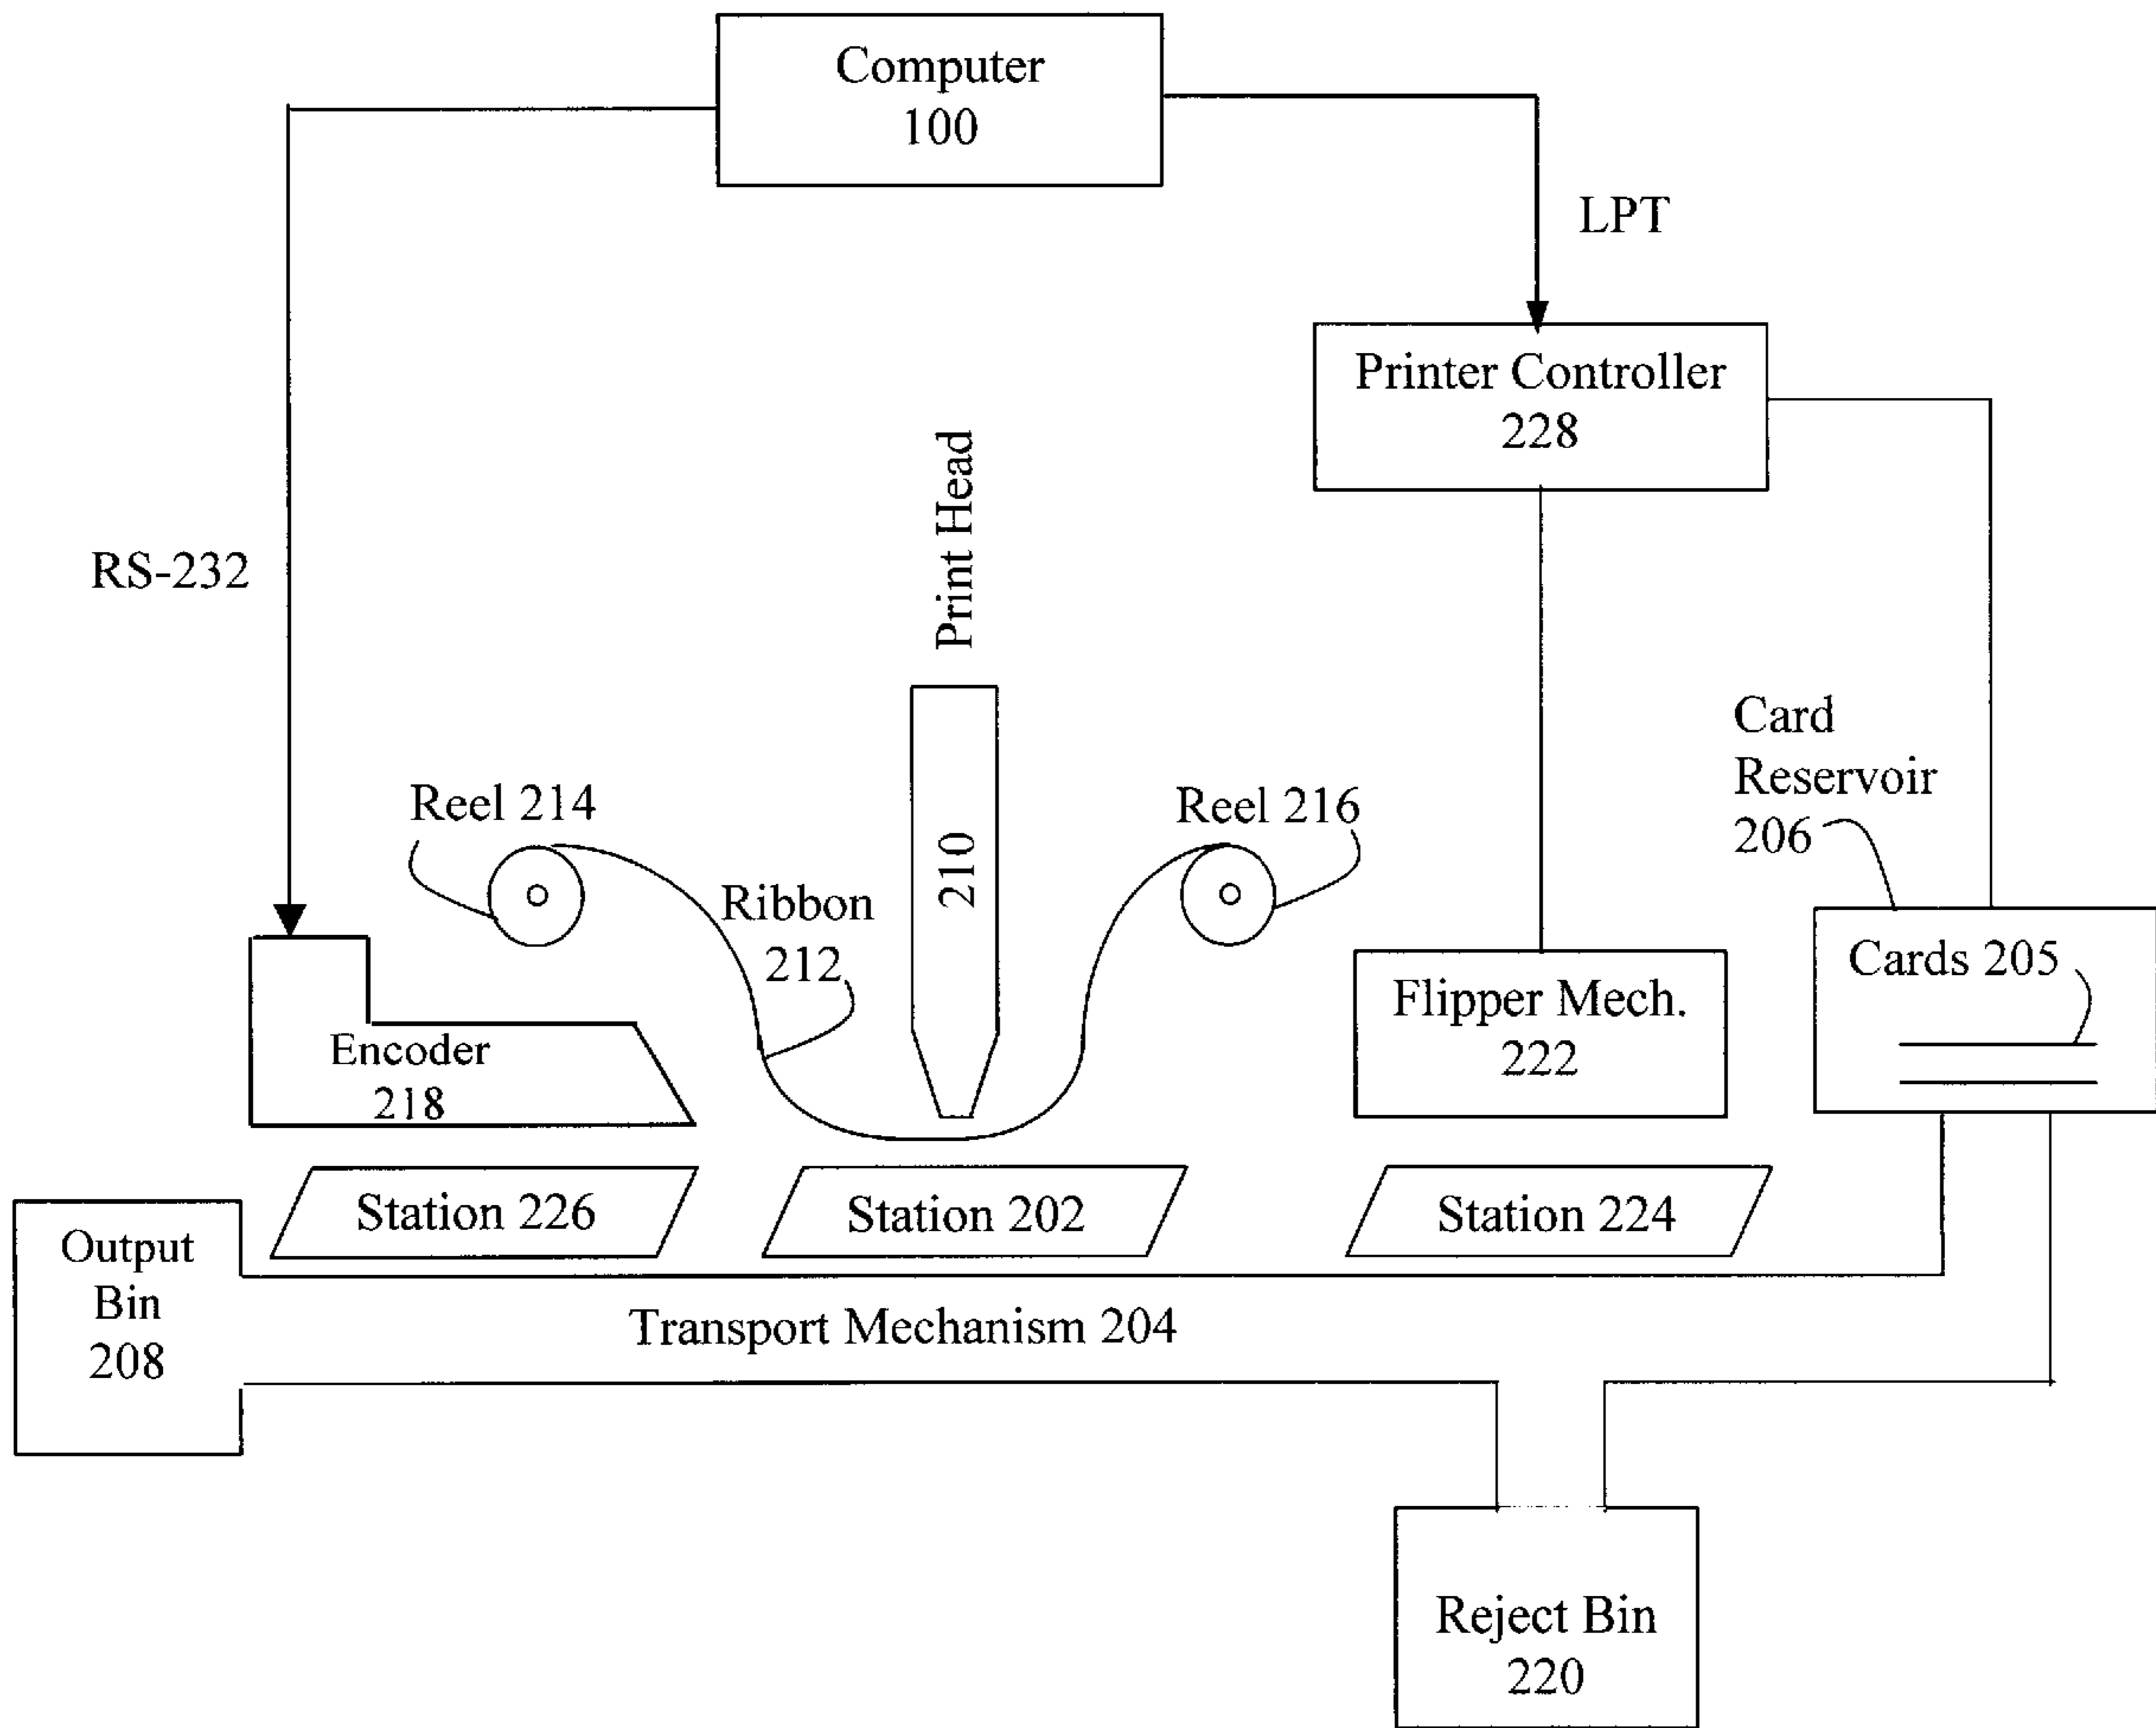 Computer
100
LPT
Printer Controller
228
RS-232
Print Head
210
Card
Reservoir
206
Reel 214
Reel 216
Ribbon
212
Cards 205
Flipper Mech.
222
Encoder
218
Station 226
Station 202
Station 224
Output
Bin
208
Transport Mechanism 204
Reject Bin
220